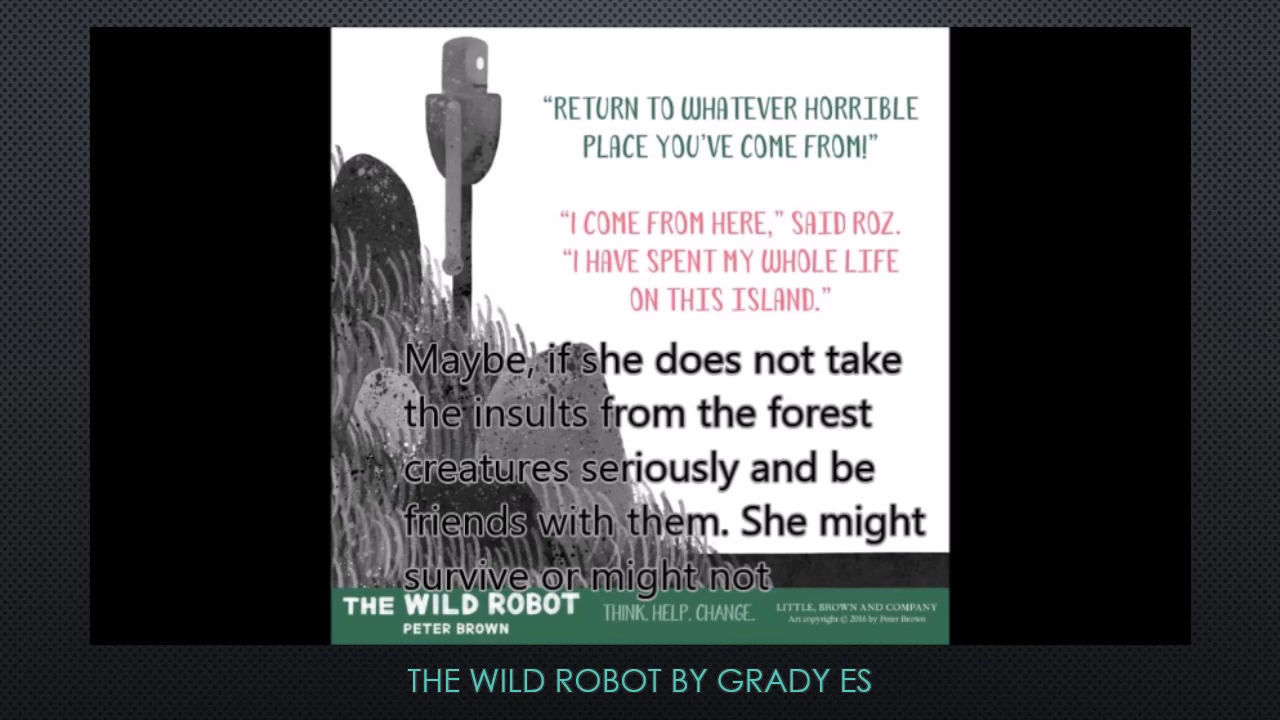 “RETURN TO WHATEVER HORRIBLE
PLACE YOU’VE COME FROM!”
“I COME FROM HERE,” SAID ROZ.
“I HAVE SPENT MY WHOLE LIFE
ON THIS ISLAND.”
Maybe, if she does not take
the insults from the forest
creatures seriously and be
friends with them. She might
survive or might not
THE WILD ROBOT
PETER BROWN
THINK. HELP. CHANGE.
LITTLE, BROWN AND COMPANY
Art copyright © 2016 by Peter Brown
THE WILD ROBOT BY GRADY ES